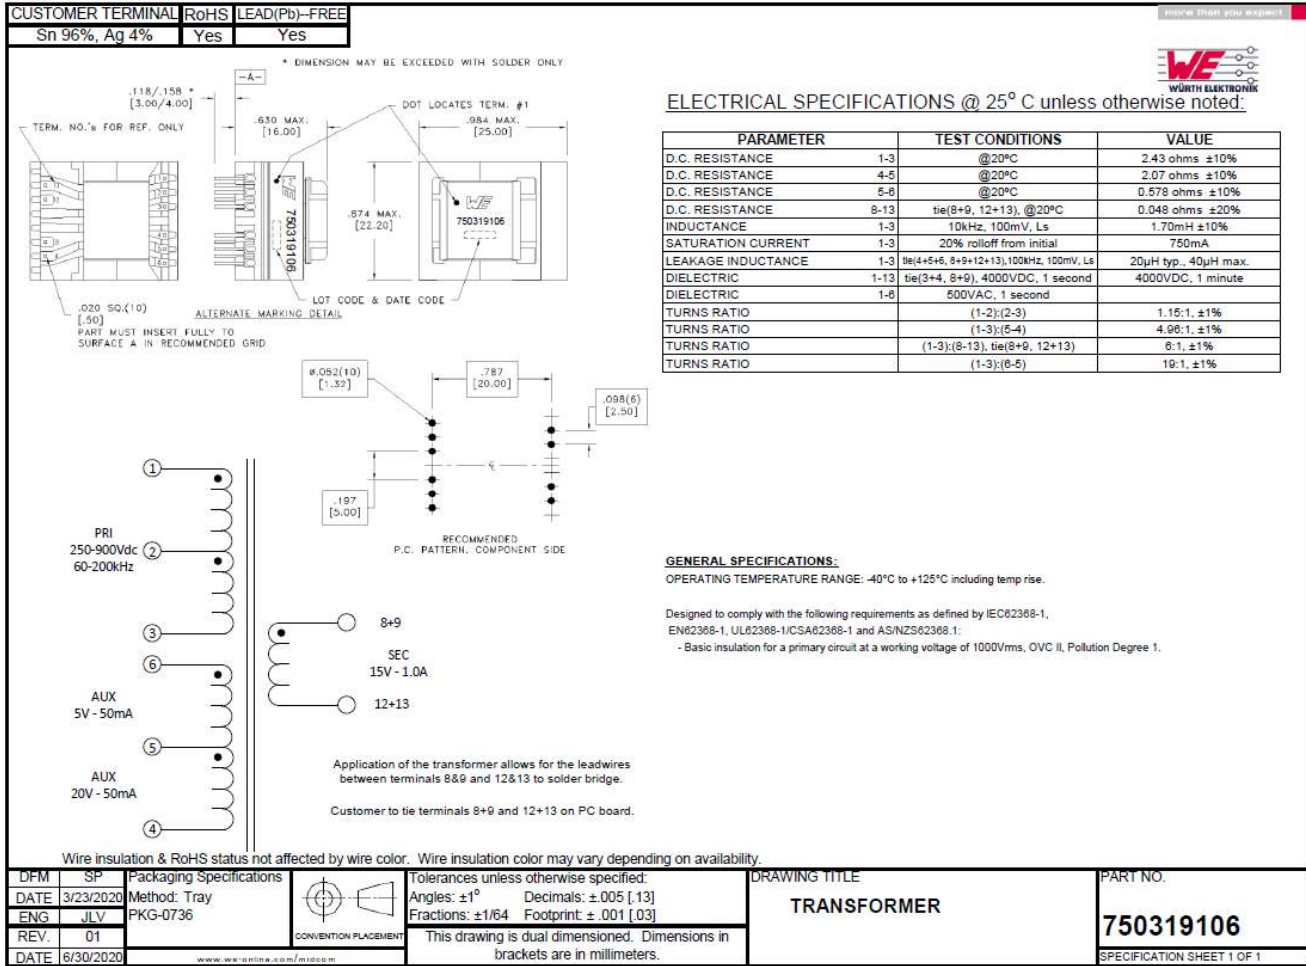 CUSTOMER TERMINAL RoHS LEAD(Pb)--FREE
Sn 96%, Ag 4% Yes Yes
more than you expect
WE
WÜRTH ELEKTRONIK
* DIMENSION MAY BE EXCEEDED WITH SOLDER ONLY
-A-
.118/.158 *
[3.00/4.00]
TERM. NO.'s FOR REF. ONLY
.630 MAX.
[16.00]
DOT LOCATES TERM. #1
.984 MAX.
[25.00]
WE
750319106
.874 MAX.
[22.20]
WE
750319106
LOT CODE & DATE CODE
.020 SQ.(10)
[.50]
ALTERNATE MARKING DETAIL
PART MUST INSERT FULLY TO
SURFACE A IN RECOMMENDED GRID
ELECTRICAL SPECIFICATIONS @ 25° C unless otherwise noted:
PARAMETER TEST CONDITIONS VALUE
D.C. RESISTANCE 1-3 @20ºC 2.43 ohms ±10%
D.C. RESISTANCE 4-5 @20ºC 2.07 ohms ±10%
D.C. RESISTANCE 5-6 @20ºC 0.578 ohms ±10%
D.C. RESISTANCE 8-13 tie(8+9, 12+13), @20ºC 0.048 ohms ±20%
INDUCTANCE 1-3 10kHz, 100mV, Ls 1.70mH ±10%
SATURATION CURRENT 1-3 20% rolloff from initial 750mA
LEAKAGE INDUCTANCE 1-3 tie(4+5+6, 8+9+12+13),100kHz, 100mV, Ls 20µH typ., 40µH max.
DIELECTRIC 1-13 tie(3+4, 8+9), 4000VDC, 1 second 4000VDC, 1 minute
DIELECTRIC 1-6 500VAC, 1 second
TURNS RATIO (1-2):(2-3) 1.15:1, ±1%
TURNS RATIO (1-3):(5-4) 4.96:1, ±1%
TURNS RATIO (1-3):(8-13), tie(8+9, 12+13) 6:1, ±1%
TURNS RATIO (1-3):(6-5) 19:1, ±1%
ø.052(10)
[1.32]
.787
[20.00]
.098(6)
[2.50]
.197
[5.00]
RECOMMENDED
P.C. PATTERN, COMPONENT SIDE
1
PRI
250-900Vdc 2
60-200kHz
3
6
AUX
5V - 50mA
5
AUX
20V - 50mA
4
8+9
SEC
15V - 1.0A
12+13
Application of the transformer allows for the leadwires
between terminals 8&9 and 12&13 to solder bridge.
Customer to tie terminals 8+9 and 12+13 on PC board.
GENERAL SPECIFICATIONS:
OPERATING TEMPERATURE RANGE: -40°C to +125°C including temp rise.
Designed to comply with the following requirements as defined by IEC62368-1,
EN62368-1, UL62368-1/CSA62368-1 and AS/NZS62368.1:
- Basic insulation for a primary circuit at a working voltage of 1000Vrms, OVC II, Pollution Degree 1.
Wire insulation & RoHS status not affected by wire color. Wire insulation color may vary depending on availability.
DFM SP
DATE 3/23/2020
ENG JLV
REV. 01
DATE 6/30/2020
Packaging Specifications
Method: Tray
PKG-0736
www.we-online.com/midcom
CONVENTION PLACEMENT
Tolerances unless otherwise specified:
Angles: ±1° Decimals: ±.005 [.13]
Fractions: ±1/64 Footprint: ± .001 [.03]
This drawing is dual dimensioned. Dimensions in
brackets are in millimeters.
DRAWING TITLE
TRANSFORMER
PART NO.
750319106
SPECIFICATION SHEET 1 OF 1